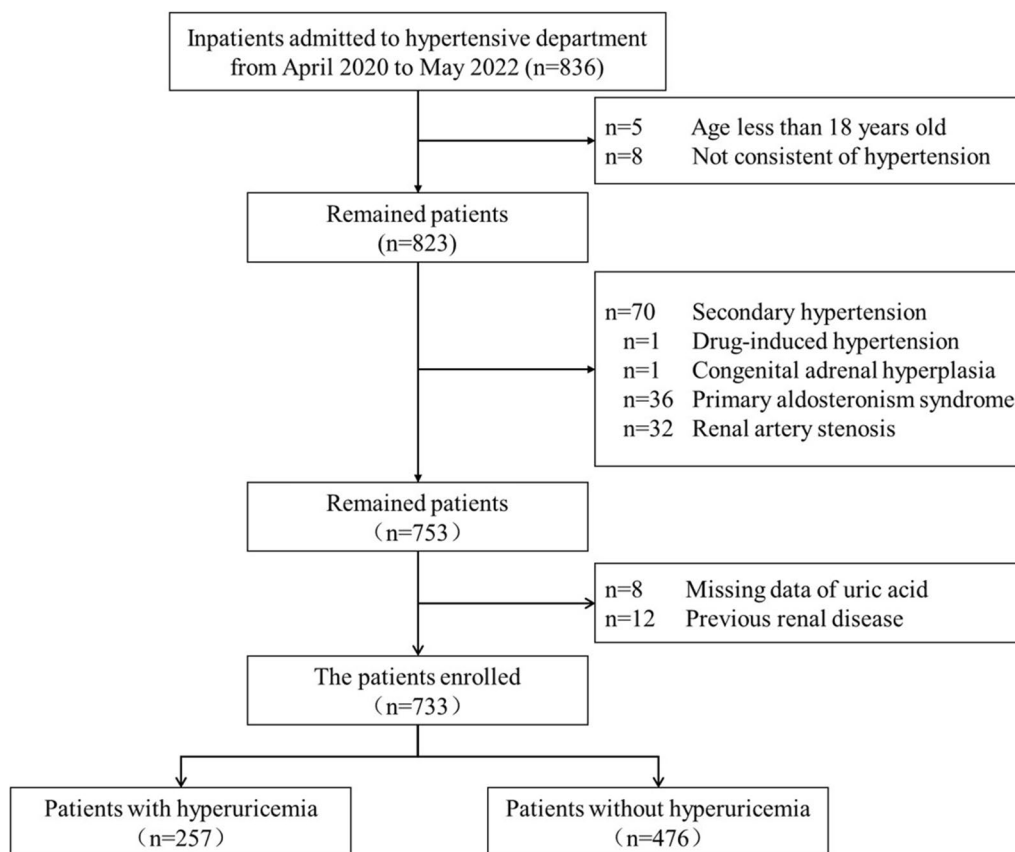 Inpatients admitted to hypertensive department
from April 2020 to May 2022 (n=836)
n=5 Age less than 18 years old
n=8 Not consistent of hypertension
Remained patients
(n=823)
n=70 Secondary hypertension
n=1 Drug-induced hypertension
n=1 Congenital adrenal hyperplasia
n=36 Primary aldosteronism syndrome
n=32 Renal artery stenosis
Remained patients
（n=753）
n=8 Missing data of uric acid
n=12 Previous renal disease
The patients enrolled
（n=733）
Patients with hyperuricemia
（n=257）
Patients without hyperuricemia
（n=476）